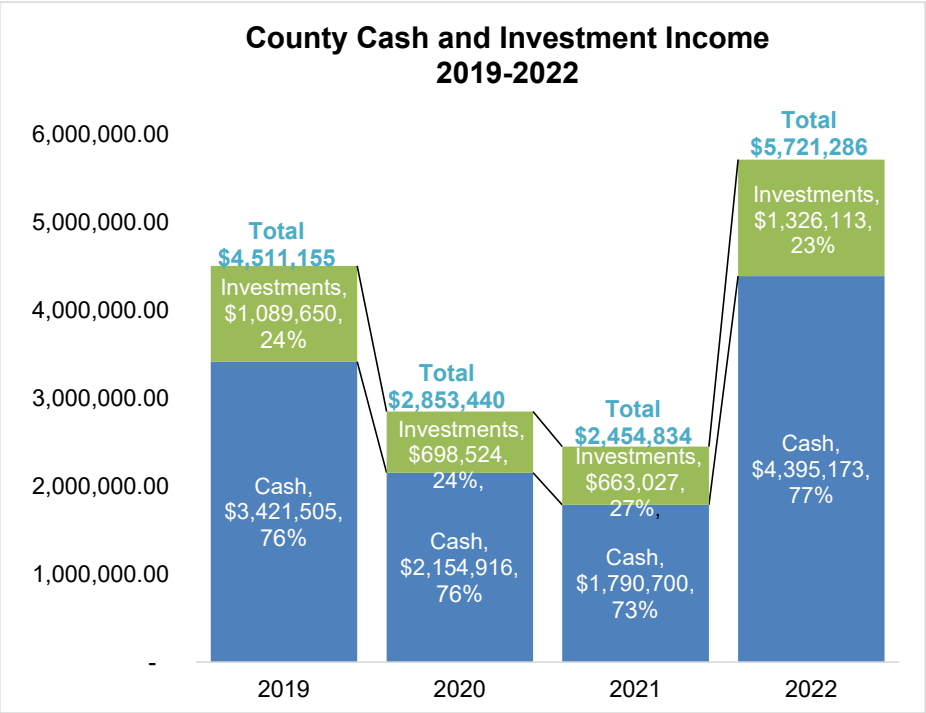 County Cash and Investment Income
2019-2022
6,000,000.00
5,000,000.00
4,000,000.00
3,000,000.00
2,000,000.00
1,000,000.00
-
Total
$4,511,155
Investments,
$1,089,650,
24%
Cash,
$3,421,505,
76%
Total
$2,853,440
Investments,
$698,524,
24%,
Cash,
$2,154,916,
76%
Total
$2,454,834
Investments,
$663,027,
27%,
Cash,
$1,790,700,
73%
Total
$5,721,286
Investments,
$1,326,113,
23%
Cash,
$4,395,173,
77%
2019
2020
2021
2022